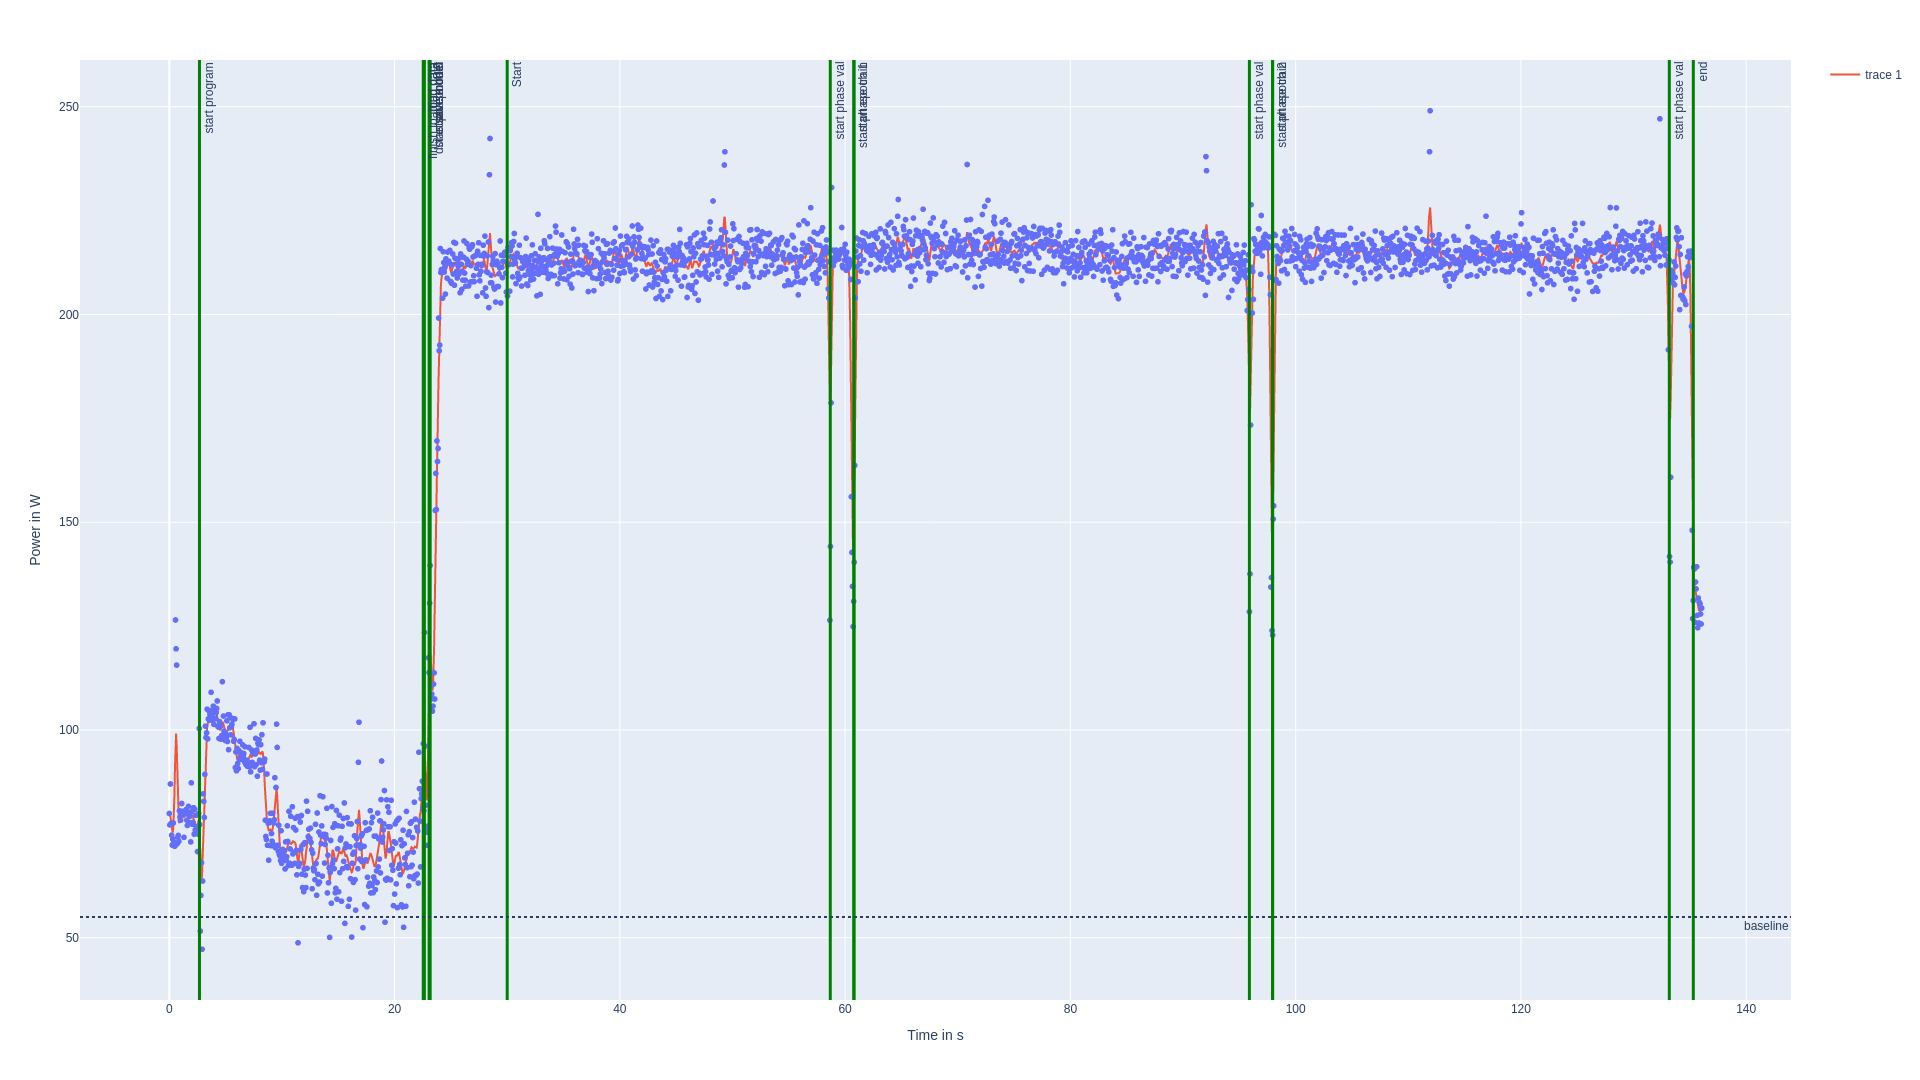 start program
Start
start phase val
start phase val
start phase val
end
trace 1
250
200
150
100
50
Power in W
baseline
0
20
40
60
80
100
120
140
Time in s